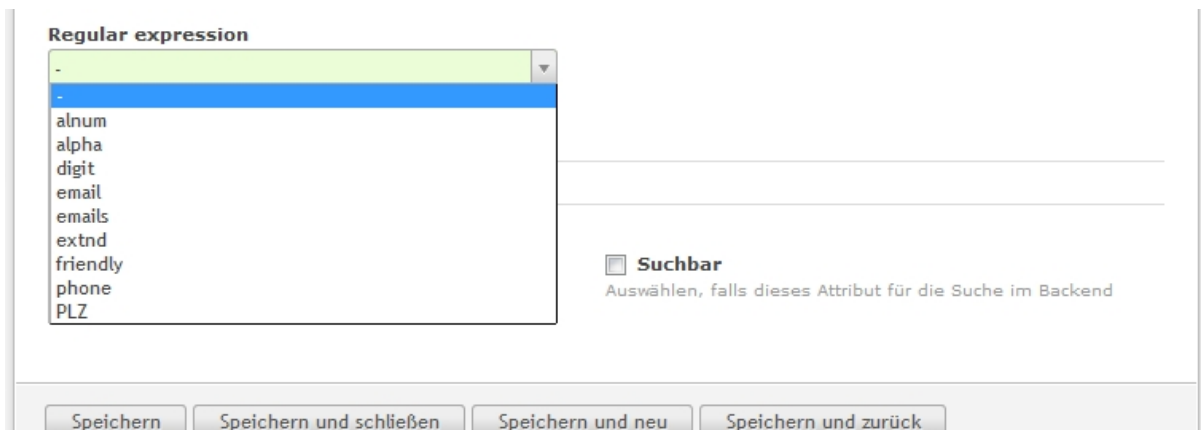 Regular expression
-
-
alnum
alpha
digit
email
emails
extnd
friendly
phone
PLZ
Suchbar
Auswählen, falls dieses Attribut für die Suche im Backend
Speichern Speichern und schließen Speichern und neu Speichern und zurück